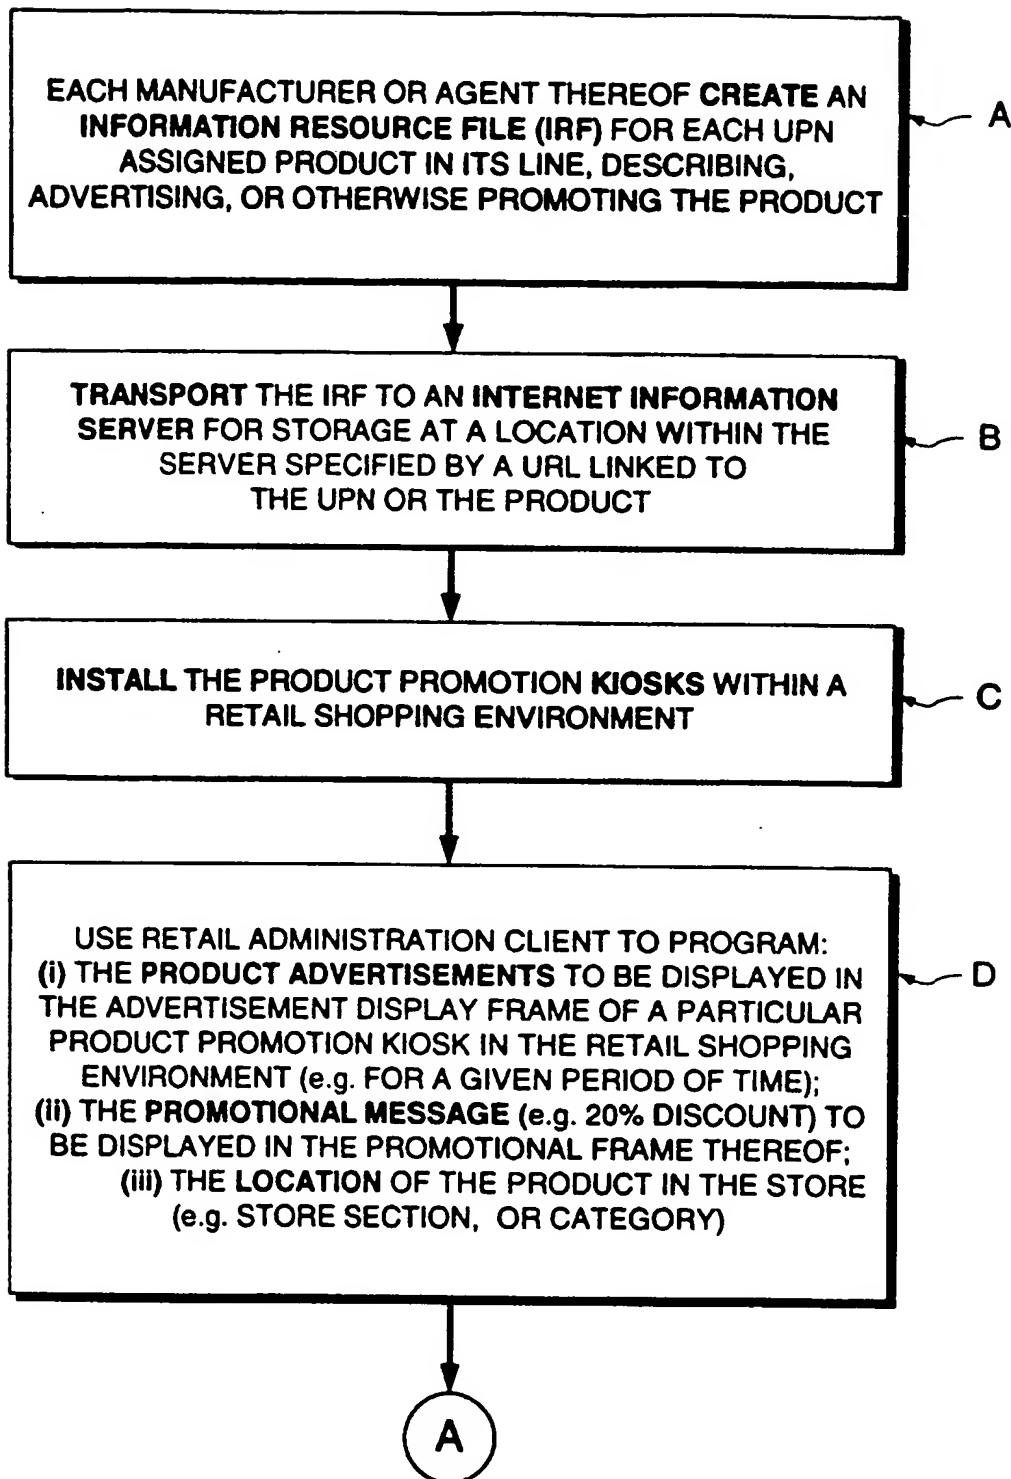 EACH MANUFACTURER OR AGENT THEREOF CREATE AN
INFORMATION RESOURCE FILE (IRF) FOR EACH UPN
ASSIGNED PRODUCT IN ITS LINE, DESCRIBING,
ADVERTISING, OR OTHERWISE PROMOTING THE PRODUCT
A
TRANSPORT THE IRF TO AN INTERNET INFORMATION
SERVER FOR STORAGE AT A LOCATION WITHIN THE
SERVER SPECIFIED BY A URL LINKED TO
THE UPN OR THE PRODUCT
B
INSTALL THE PRODUCT PROMOTION KIOSKS WITHIN A
RETAIL SHOPPING ENVIRONMENT
C
USE RETAIL ADMINISTRATION CLIENT TO PROGRAM:
(i) THE PRODUCT ADVERTISEMENTS TO BE DISPLAYED IN
THE ADVERTISEMENT DISPLAY FRAME OF A PARTICULAR
PRODUCT PROMOTION KIOSK IN THE RETAIL SHOPPING
ENVIRONMENT (e.g. FOR A GIVEN PERIOD OF TIME);
(ii) THE PROMOTIONAL MESSAGE (e.g. 20% DISCOUNT) TO
BE DISPLAYED IN THE PROMOTIONAL FRAME THEREOF;
(iii) THE LOCATION OF THE PRODUCT IN THE STORE
(e.g. STORE SECTION, OR CATEGORY)
D
A